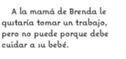 A la mamá de Brenda le
gustaría tomar un trabajo,
pero no puede porque debe
cuidar a su bebé.